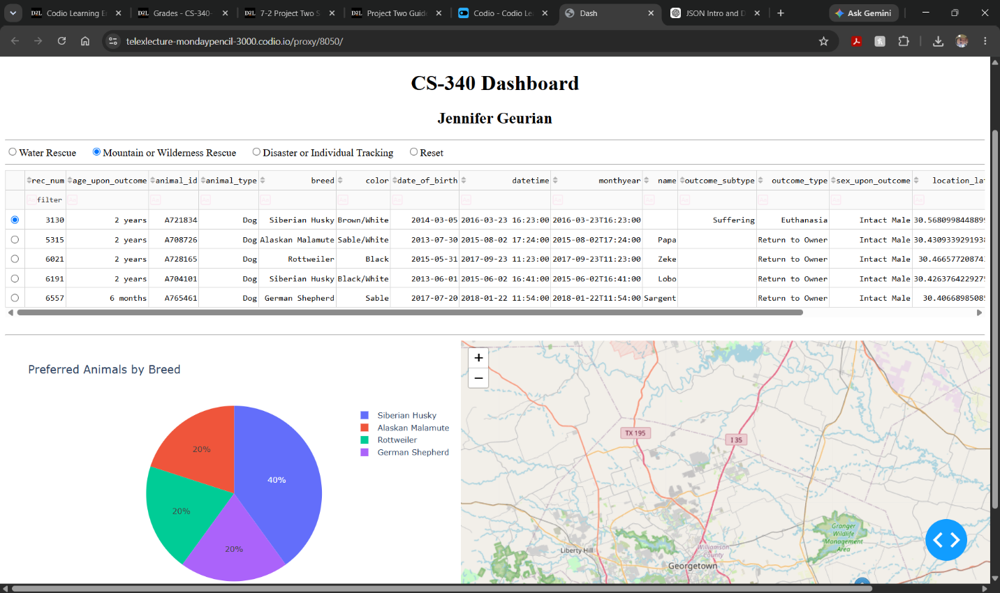 Codio Learning E
Grades - CS-340-
7-2 Project Two S
Project Two Guid
Codio - Codio Le
Dash
JSON Intro and D
Ask Gemini
telexlecture-mondaypencil-3000.codio.io/proxy/8050/
CS-340 Dashboard
Jennifer Geurian
Water Rescue Mountain or Wilderness Rescue Disaster or Individual Tracking Reset
rec_num age_upon_outcome animal_id animal_type breed color date_of_birth datetime monthyear name outcome_subtype outcome_type sex_upon_outcome location_lat
filter
3130 2 years A721834 Dog Siberian Husky Brown/White 2014-03-05 2016-03-23 16:23:00 2016-03-23T16:23:00 Suffering Euthanasia Intact Male 30.5680998448899
5315 2 years A708726 Dog Alaskan Malamute Sable/White 2013-07-30 2015-08-02 17:24:00 2015-08-02T17:24:00 Papa Return to Owner Intact Male 30.4309339291938
6021 2 years A728165 Dog Rottweiler Black 2015-05-31 2017-09-23 11:23:00 2017-09-23T11:23:00 Zeke Return to Owner Intact Male 30.46657720874
6191 2 years A704101 Dog Siberian Husky Black/White 2013-06-01 2015-06-02 16:41:00 2015-06-02T16:41:00 Lobo Return to Owner Intact Male 30.4263764229275
6557 6 months A765461 Dog German Shepherd Sable 2017-07-20 2018-01-22 11:54:00 2018-01-22T11:54:00 Sargent Return to Owner Intact Male 30.4066898508
Preferred Animals by Breed
Siberian Husky
Alaskan Malamute
Rottweiler
German Shepherd
20%
40%
20%
20%
+
−
TX 195
I 35
Granger
Wildlife
Management
Area
Liberty Hill
Williamson
County
Georgetown